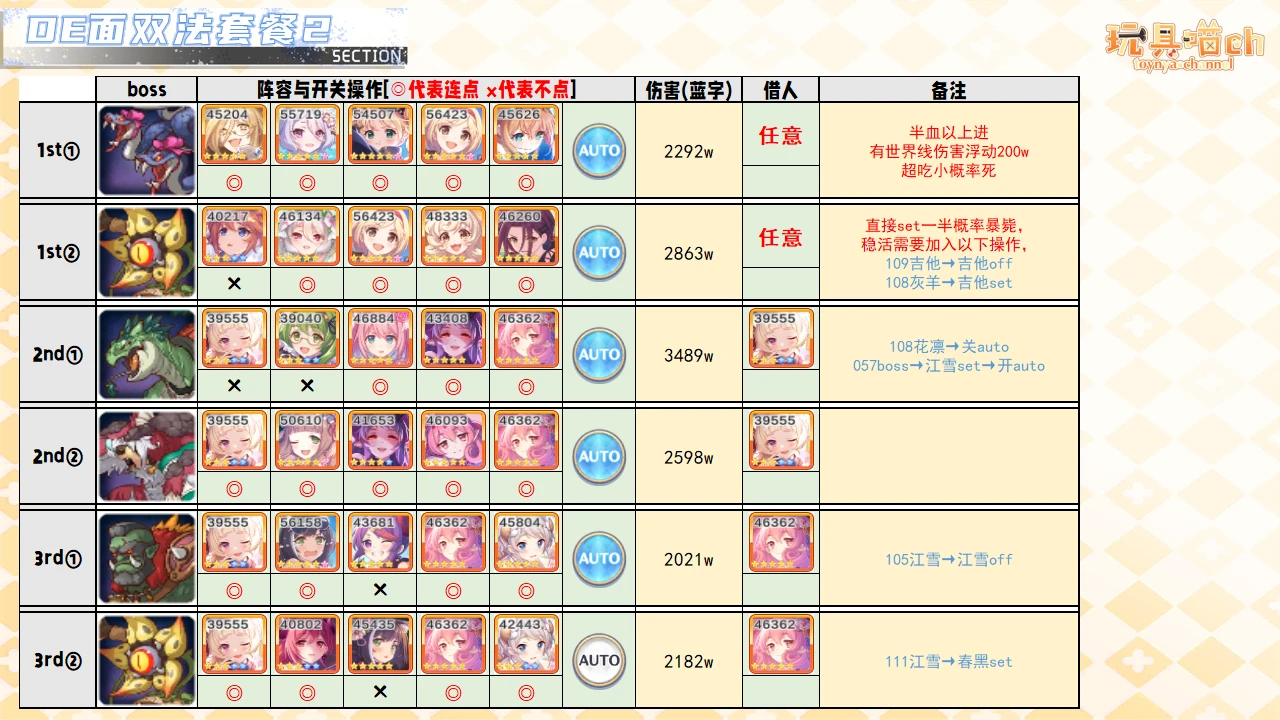 DE面双法套餐2
SECTION
玩具喵ch
toynya channel
boss 阵容与开关操作[◎代表连点 ×代表不点] 伤害(蓝字) 借人 备注
45204 55719 54507 56423 45626
1st① AUTO 2292w 任意
半血以上进
有世界线伤害浮动200w
超吃小概率死
◎ ◎ ◎ ◎ ◎
40217 46134 56423 48333 46260
1st② AUTO 2863w 任意
直接set一半概率暴毙，
稳活需要加入以下操作，
109吉他→吉他off
108灰羊→吉他set
× ◎ ◎ ◎ ◎
39555 39040 46884 43408 46362 39555
2nd① AUTO 3489w
108花凛→关auto
057boss→江雪set→开auto
× × ◎ ◎ ◎
39555 50610 41653 46093 46362 39555
2nd② AUTO 2598w
◎ ◎ ◎ ◎ ◎
39555 56158 43681 46362 45804 46362
3rd① AUTO 2021w
105江雪→江雪off
◎ ◎ × ◎ ◎
39555 40802 45435 46362 42443 46362
3rd② AUTO 2182w
111江雪→春黑set
◎ ◎ × ◎ ◎